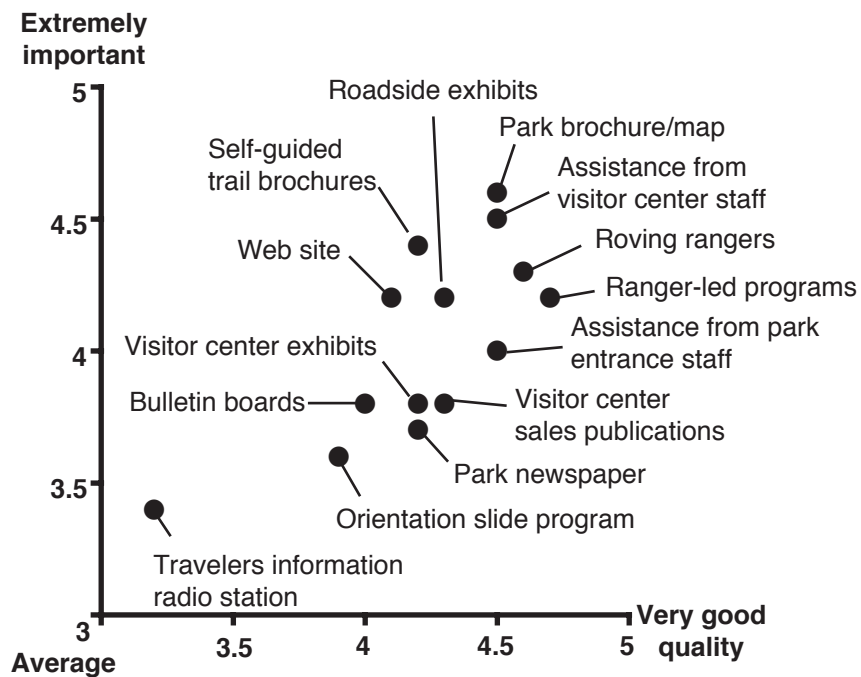 Extremely
important
5
Roadside exhibits
Park brochure/map
Self-guided
trail brochures
Assistance from
visitor center staff
4.5
Web site
Roving rangers
Ranger-led programs
4
Visitor center exhibits
Assistance from park
entrance staff
Bulletin boards
Visitor center
sales publications
3.5
Park newspaper
Orientation slide program
Travelers information
radio station
3
Average
3.5
4
4.5
5
Very good
quality